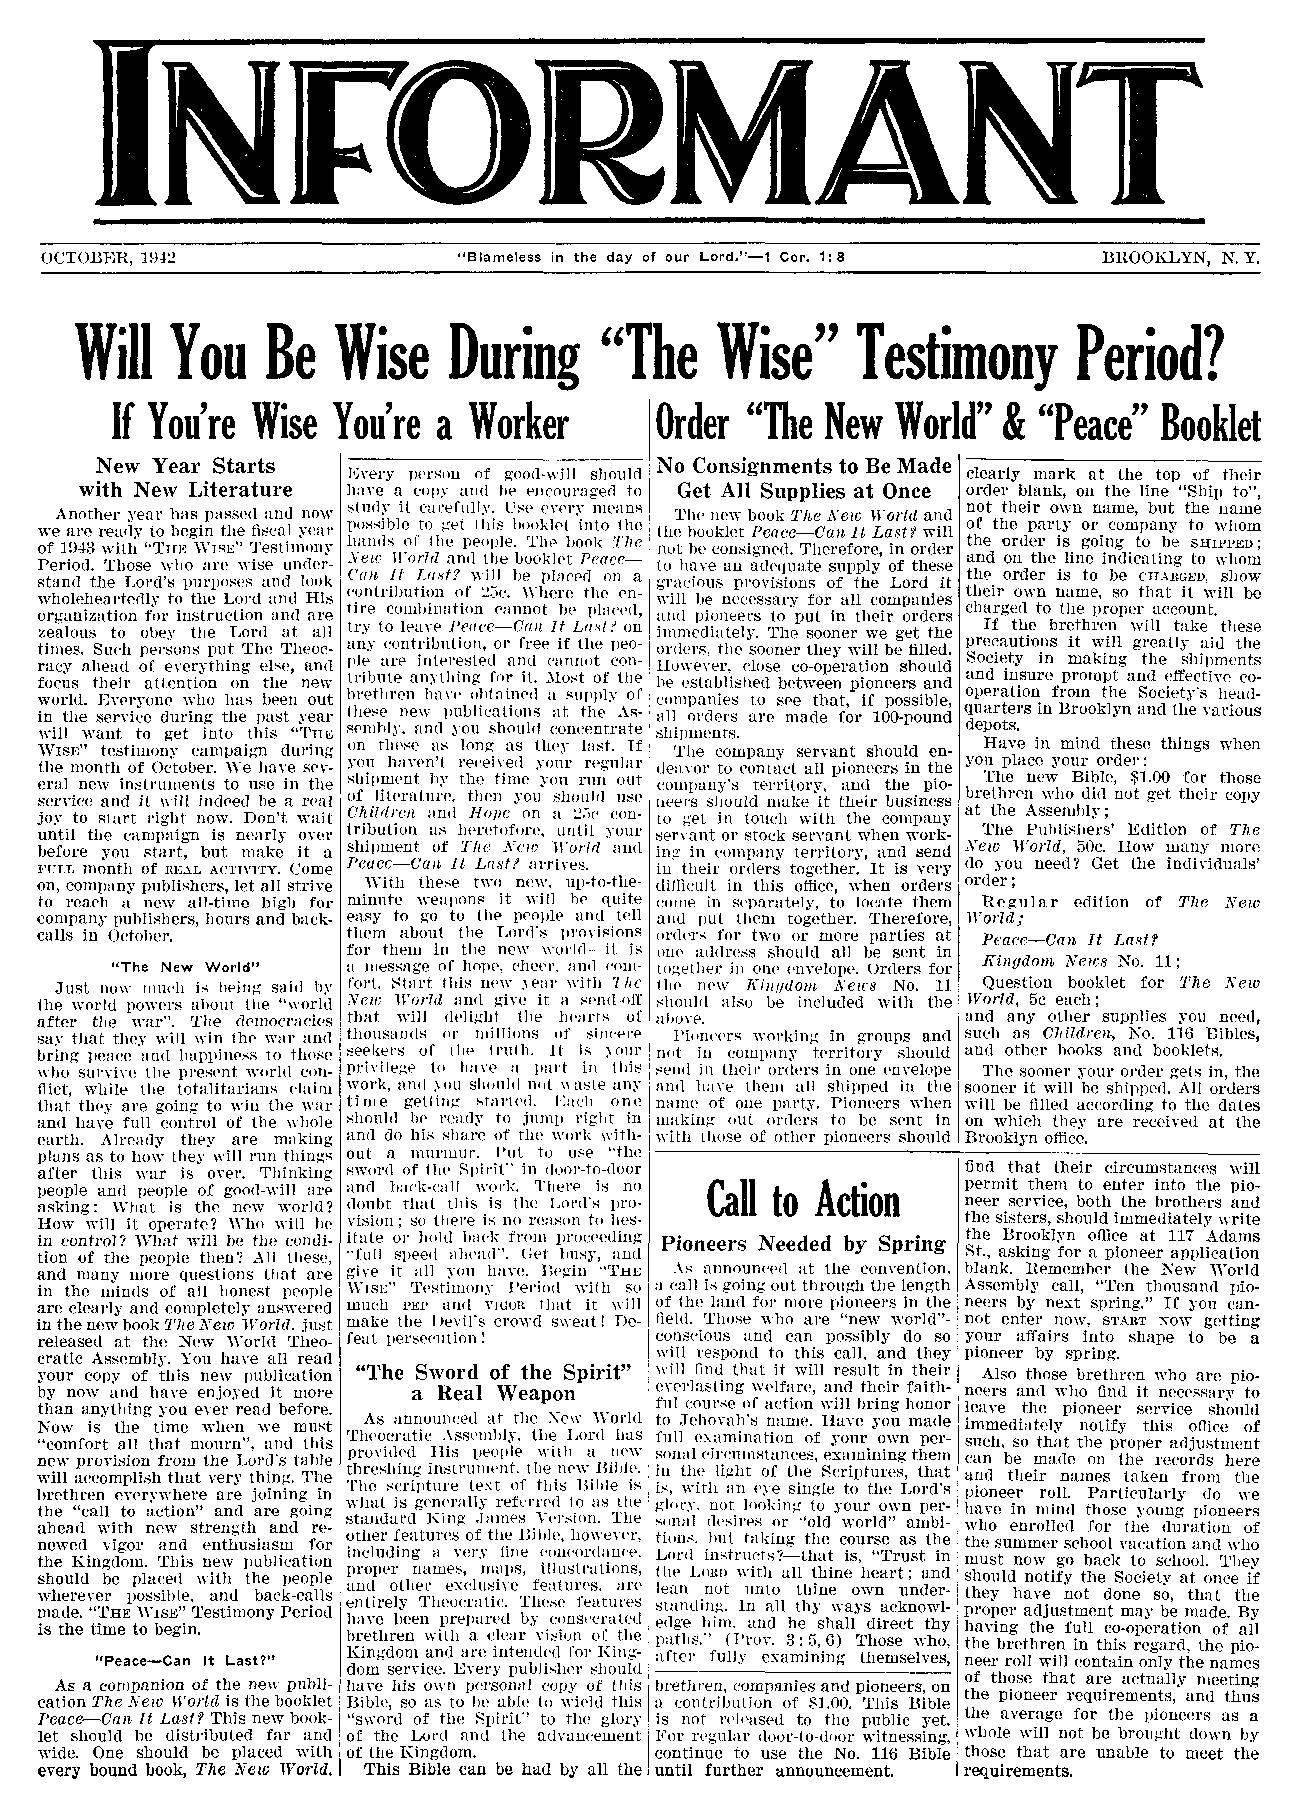 INFORMANT
OCTOBER, 1942
"Blameless in the day of our Lord."—1 Cor. 1:8
BROOKLYN, N. Y.
Will You Be Wise During "The Wise" Testimony Period?
If You're Wise You're a Worker
New Year Starts
with New Literature
Another year has passed and now
we are ready to begin the fiscal year
of 1943 with "THE WISE" Testimony
Period. Those who are wise under-
stand the Lord's purposes and look
wholeheartedly to the Lord and His
organization for instruction and are
zealous to obey the Lord at all
times. Such persons put The Theoc-
racy ahead of everything else, and
focus their attention on the new
world. Everyone who has been out
in the service during the past year
will want to get into this "THE
WISE" testimony campaign during
the month of October. We have sev-
eral new instruments to use in the
service and it will indeed be a real
joy to start right now. Don't wait
until the campaign is nearly over
before you start, but make it a
FULL month of REAL ACTIVITY. Come
on, company publishers, let all strive
to reach a new all-time high for
company publishers, hours and back-
calls in October.
"The New World"
Just now much is being said by
the world powers about the "world
after the war". The democracies
say that they will win the war and
bring peace and happiness to those
who survive the present world con-
flict, while the totalitarians claim
that they are going to win the war
and have full control of the whole
earth. Already they are making
plans as to how they will run things
after this war is over. Thinking
people and people of good-will are
asking: What is the new world?
How will it operate? Who will be
in control? What will be the condi-
tion of the people then? All these,
and many more questions that are
in the minds of all honest people
are clearly and completely answered
in the new book The New World, just
released at the New World Theo-
cratic Assembly. You have all read
your copy of this new publication
by now and have enjoyed it more
than anything you ever read before.
Now is the time when we must
"comfort all that mourn", and this
new provision from the Lord's table
will accomplish that very thing. The
brethren everywhere are joining in
the "call to action" and are going
ahead with new strength and re-
newed vigor and enthusiasm for
the Kingdom. This new publication
should be placed with the people
wherever possible, and back-calls
made. "THE WISE" Testimony Period
is the time to begin.
"Peace—Can It Last?"
As a companion of the new publi-
cation The New World is the booklet
Peace—Can It Last? This new book-
let should be distributed far and
wide. One should be placed with
every bound book, The New World.
Every person of good-will should
have a copy and be encouraged to
study it carefully. Use every means
possible to get this booklet into the
hands of the people. The book The
New World and the booklet Peace—
Can It Last? will be placed on a
contribution of 25c. Where the en-
tire combination cannot be placed,
try to leave Peace—Can It Last? on
any contribution, or free if the peo-
ple are interested and cannot con-
tribute anything for it. Most of the
brethren have obtained a supply of
these new publications at the As-
sembly, and you should concentrate
on these as long as they last. If
you haven't received your regular
shipment by the time you run out
of literature, then you should use
Children and Hope on a 25c con-
tribution as heretofore, until your
shipment of The New World and
Peace—Can It Last? arrives.
With these two new, up-to-the-
minute weapons it will be quite
easy to go to the people and tell
them about the Lord's provisions
for them in the new world—it is
a message of hope, cheer, and com-
fort. Start this new year with The
New World and give it a send-off
that will delight the hearts of
thousands or millions of sincere
seekers of the truth. It is your
privilege to have a part in this
work, and you should not waste any
time getting started. Each one
should be ready to jump right in
and do his share of the work with-
out a murmur. Put to use "the
sword of the Spirit" in door-to-door
and back-call work. There is no
doubt that this is the Lord's pro-
vision; so there is no reason to hes-
itate or hold back from proceeding
"full speed ahead". Get busy, and
give it all you have. Begin "THE
WISE" Testimony Period with so
much PEP and VIGOR that it will
make the Devil's crowd sweat! De-
feat persecution!
"The Sword of the Spirit"
a Real Weapon
As announced at the New World
Theocratic Assembly, the Lord has
provided His people with a new
threshing instrument, the new Bible.
The scripture text of this Bible is
what is generally referred to as the
standard King James Version. The
other features of the Bible, however,
including a very fine concordance,
proper names, maps, illustrations,
and other exclusive features, are
entirely Theocratic. These features
have been prepared by consecrated
brethren with a clear vision of the
Kingdom and are intended for King-
dom service. Every publisher should
have his own personal copy of this
Bible, so as to be able to wield this
"sword of the Spirit" to the glory
of the Lord and the advancement
of the Kingdom.
This Bible can be had by all the
brethren, companies and pioneers, on
a contribution of $1.00. This Bible
is not released to the public yet.
For regular door-to-door witnessing,
continue to use the No. 116 Bible
until further announcement.
Order "The New World" & "Peace" Booklet
No Consignments to Be Made
Get All Supplies at Once
The new book The New World and
the booklet Peace—Can It Last? will
not be consigned. Therefore, in order
to have an adequate supply of these
gracious provisions of the Lord it
will be necessary for all companies
and pioneers to put in their orders
immediately. The sooner we get the
orders, the sooner they will be filled.
However, close co-operation should
be established between pioneers and
companies to see that, if possible,
all orders are made for 100-pound
shipments.
The company servant should en-
deavor to contact all pioneers in the
company's territory, and the pio-
neers should make it their business
to get in touch with the company
servant or stock servant when work-
ing in company territory, and send
in their orders together. It is very
difficult in this office, when orders
come in separately, to locate them
and put them together. Therefore,
orders for two or more parties at
one address should all be sent in
together in one envelope. Orders for
the new Kingdom News No. 11
should also be included with the
above.
Pioneers working in groups and
not in company territory should
send in their orders in one envelope
and have them all shipped in the
name of one party. Pioneers when
making out orders to be sent in
with those of other pioneers should
clearly mark at the top of their
order blank, on the line "Ship to",
not their own name, but the name
of the party or company to whom
the order is going to be SHIPPED;
and on the line indicating to whom
the order is to be CHARGED, show
their own name, so that it will be
charged to the proper account.
If the brethren will take these
precautions it will greatly aid the
Society in making the shipments
and insure prompt and effective co-
operation from the Society's head-
quarters in Brooklyn and the various
depots.
Have in mind these things when
you place your order:
The new Bible, $1.00 for those
brethren who did not get their copy
at the Assembly;
The Publishers' Edition of The
New World, 50c. How many more
do you need? Get the individuals'
order;
Regular edition of The New
World;
Peace—Can It Last?
Kingdom News No. 11;
Question booklet for The New
World, 5c each;
and any other supplies you need,
such as Children, No. 116 Bibles,
and other books and booklets.
The sooner your order gets in, the
sooner it will be shipped. All orders
will be filled according to the dates
on which they are received at the
Brooklyn office.
Call to Action
Pioneers Needed by Spring
As announced at the convention,
a call is going out through the length
of the land for more pioneers in the
field. Those who are "new world"-
conscious and can possibly do so
will respond to this call, and they
will find that it will result in their
everlasting welfare, and their faith-
ful course of action will bring honor
to Jehovah's name. Have you made
full examination of your own per-
sonal circumstances, examining them
in the light of the Scriptures, that
is, with an eye single to the Lord's
glory, not looking to your own per-
sonal desires or "old world" ambi-
tions, but taking the course as the
Lord instructs?—that is, "Trust in
the LORD with all thine heart; and
lean not unto thine own under-
standing. In all thy ways acknowl-
edge him, and he shall direct thy
paths." (Prov. 3:5,6) Those who,
after fully examining themselves,
find that their circumstances will
permit them to enter into the pio-
neer service, both the brothers and
the sisters, should immediately write
the Brooklyn office at 117 Adams
St., asking for a pioneer application
blank. Remember the New World
Assembly call, "Ten thousand pio-
neers by next spring." If you can-
not enter now, START NOW getting
your affairs into shape to be a
pioneer by spring.
Also those brethren who are pio-
neers and who find it necessary to
leave the pioneer service should
immediately notify this office of
such, so that the proper adjustment
can be made on the records here
and their names taken from the
pioneer roll. Particularly do we
have in mind those young pioneers
who enrolled for the duration of
the summer school vacation and who
must now go back to school. They
should notify the Society at once if
they have not done so, that the
proper adjustment may be made. By
having the full co-operation of all
the brethren in this regard, the pio-
neer roll will contain only the names
of those that are actually meeting
the pioneer requirements, and thus
the average for the pioneers as a
whole will not be brought down by
those that are unable to meet the
requirements.